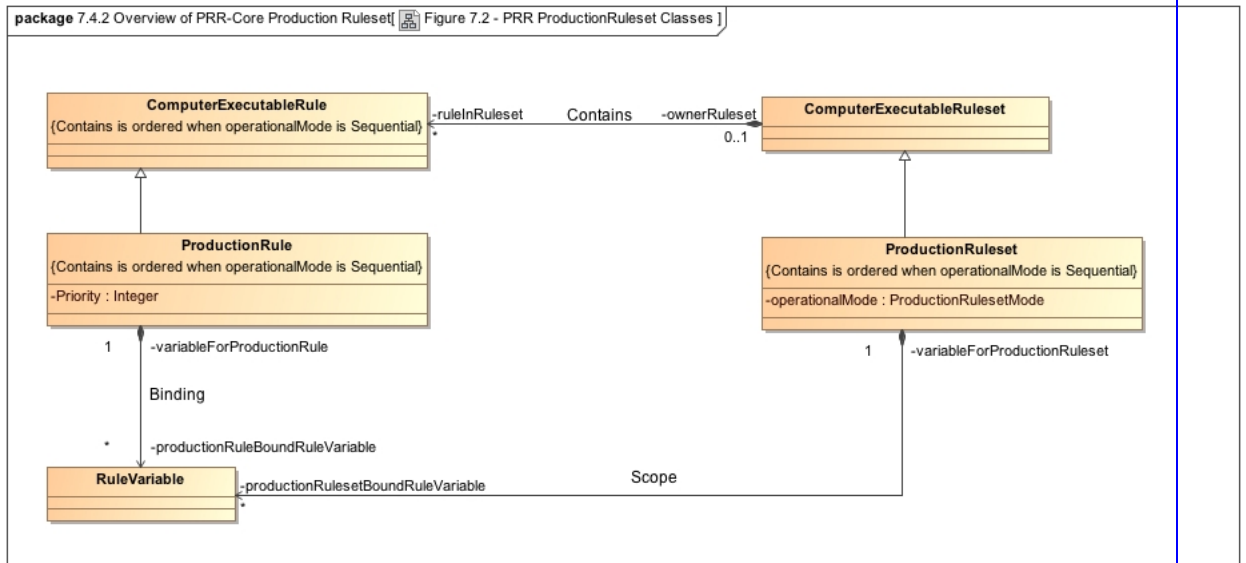 package 7.4.2 Overview of PRR-Core Production Ruleset[ Figure 7.2 - PRR ProductionRuleset Classes ]
ComputerExecutableRule
{Contains is ordered when operationalMode is Sequential}
-ruleInRuleset
*
Contains
-ownerRuleset
0..1
ComputerExecutableRuleset
ProductionRule
{Contains is ordered when operationalMode is Sequential}
-Priority : Integer
ProductionRuleset
{Contains is ordered when operationalMode is Sequential}
-operationalMode : ProductionRulesetMode
1
-variableForProductionRule
Binding
*
-productionRuleBoundRuleVariable
1
-variableForProductionRuleset
RuleVariable
-productionRulesetBoundRuleVariable
*
Scope